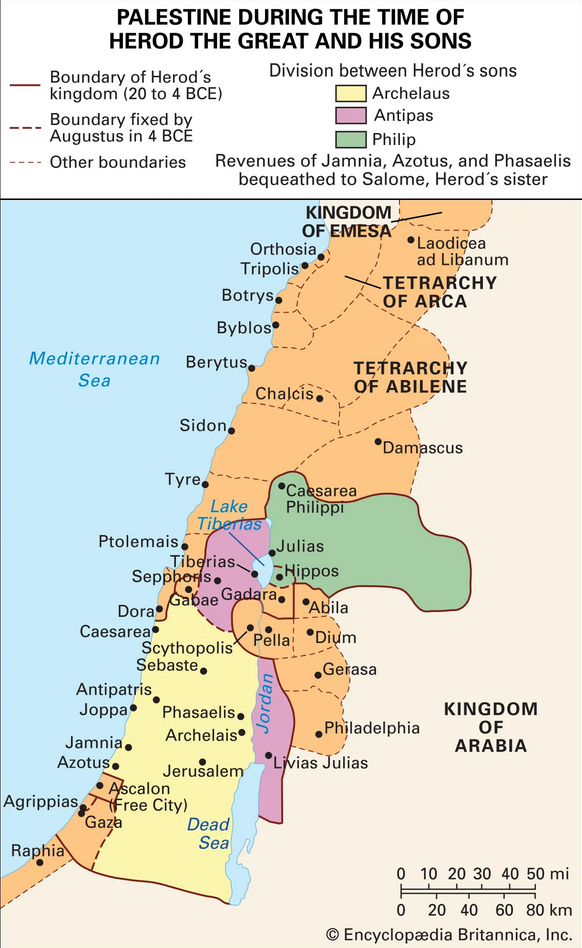 PALESTINE DURING THE TIME OF
HEROD THE GREAT AND HIS SONS
Boundary of Herod´s
kingdom (20 to 4 BCE)
Boundary fixed by
Augustus in 4 BCE
Other boundaries
Division between Herod´s sons
Archelaus
Antipas
Philip
Revenues of Jamnia, Azotus, and Phasaelis
bequeathed to Salome, Herod´s sister
KINGDOM
OF EMESA
Orthosia
Laodicea
ad Libanum
Tripolis
TETRARCHY
OF ARCA
Botrys
Byblos
Mediterranean
Sea
Berytus
TETRARCHY
OF ABILENE
Chalcis
Sidon
Damascus
Tyre
Caesarea
Philippi
Lake
Tiberias
Ptolemais
Julias
Tiberias
Hippos
Sepphoris
Gabae
Gadara
Abila
Dora
Caesarea
Scythopolis
Pella
Dium
Sebaste
Gerasa
Antipatris
Joppa
Phasaelis
Jordan
Archelais
Philadelphia
KINGDOM
OF
ARABIA
Jamnia
Azotus
Jerusalem
Livias Julias
Ascalon
(Free City)
Agrippias
Gaza
Dead
Sea
Raphia
0 10 20 30 40 50 mi
0 20 40 60 80 km
© Encyclopædia Britannica, Inc.